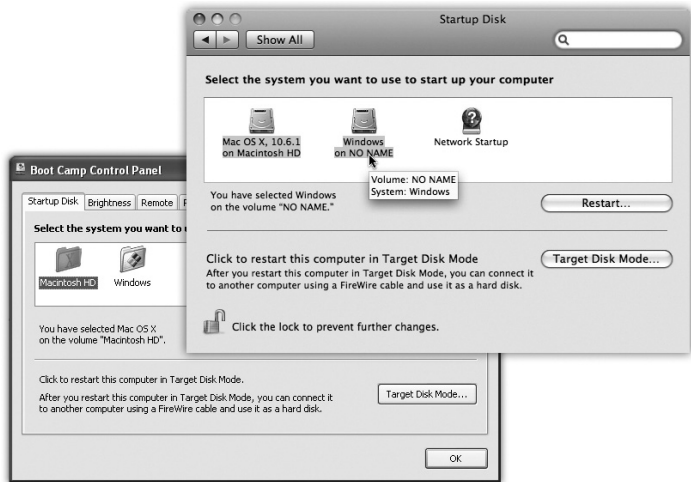 Startup Disk
Show All
Select the system you want to use to start up your computer
Mac OS X, 10.6.1
on Macintosh HD
Windows
on NO NAME
Network Startup
Volume: NO NAME
System: Windows
You have selected Windows
on the volume "NO NAME."
Restart...
Click to restart this computer in Target Disk Mode
After you restart this computer in Target Disk Mode, you can connect it
to another computer using a FireWire cable and use it as a hard disk.
Target Disk Mode...
Click the lock to prevent further changes.
Boot Camp Control Panel
Startup Disk Brightness Remote
Select the system you want to
Macintosh HD
Windows
You have selected Mac OS X
on the volume "Macintosh HD".
Click to restart this computer in Target Disk Mode.
After you restart this computer in Target Disk Mode, you can connect it
to another computer using a FireWire cable and use it as a hard disk.
Target Disk Mode...
OK